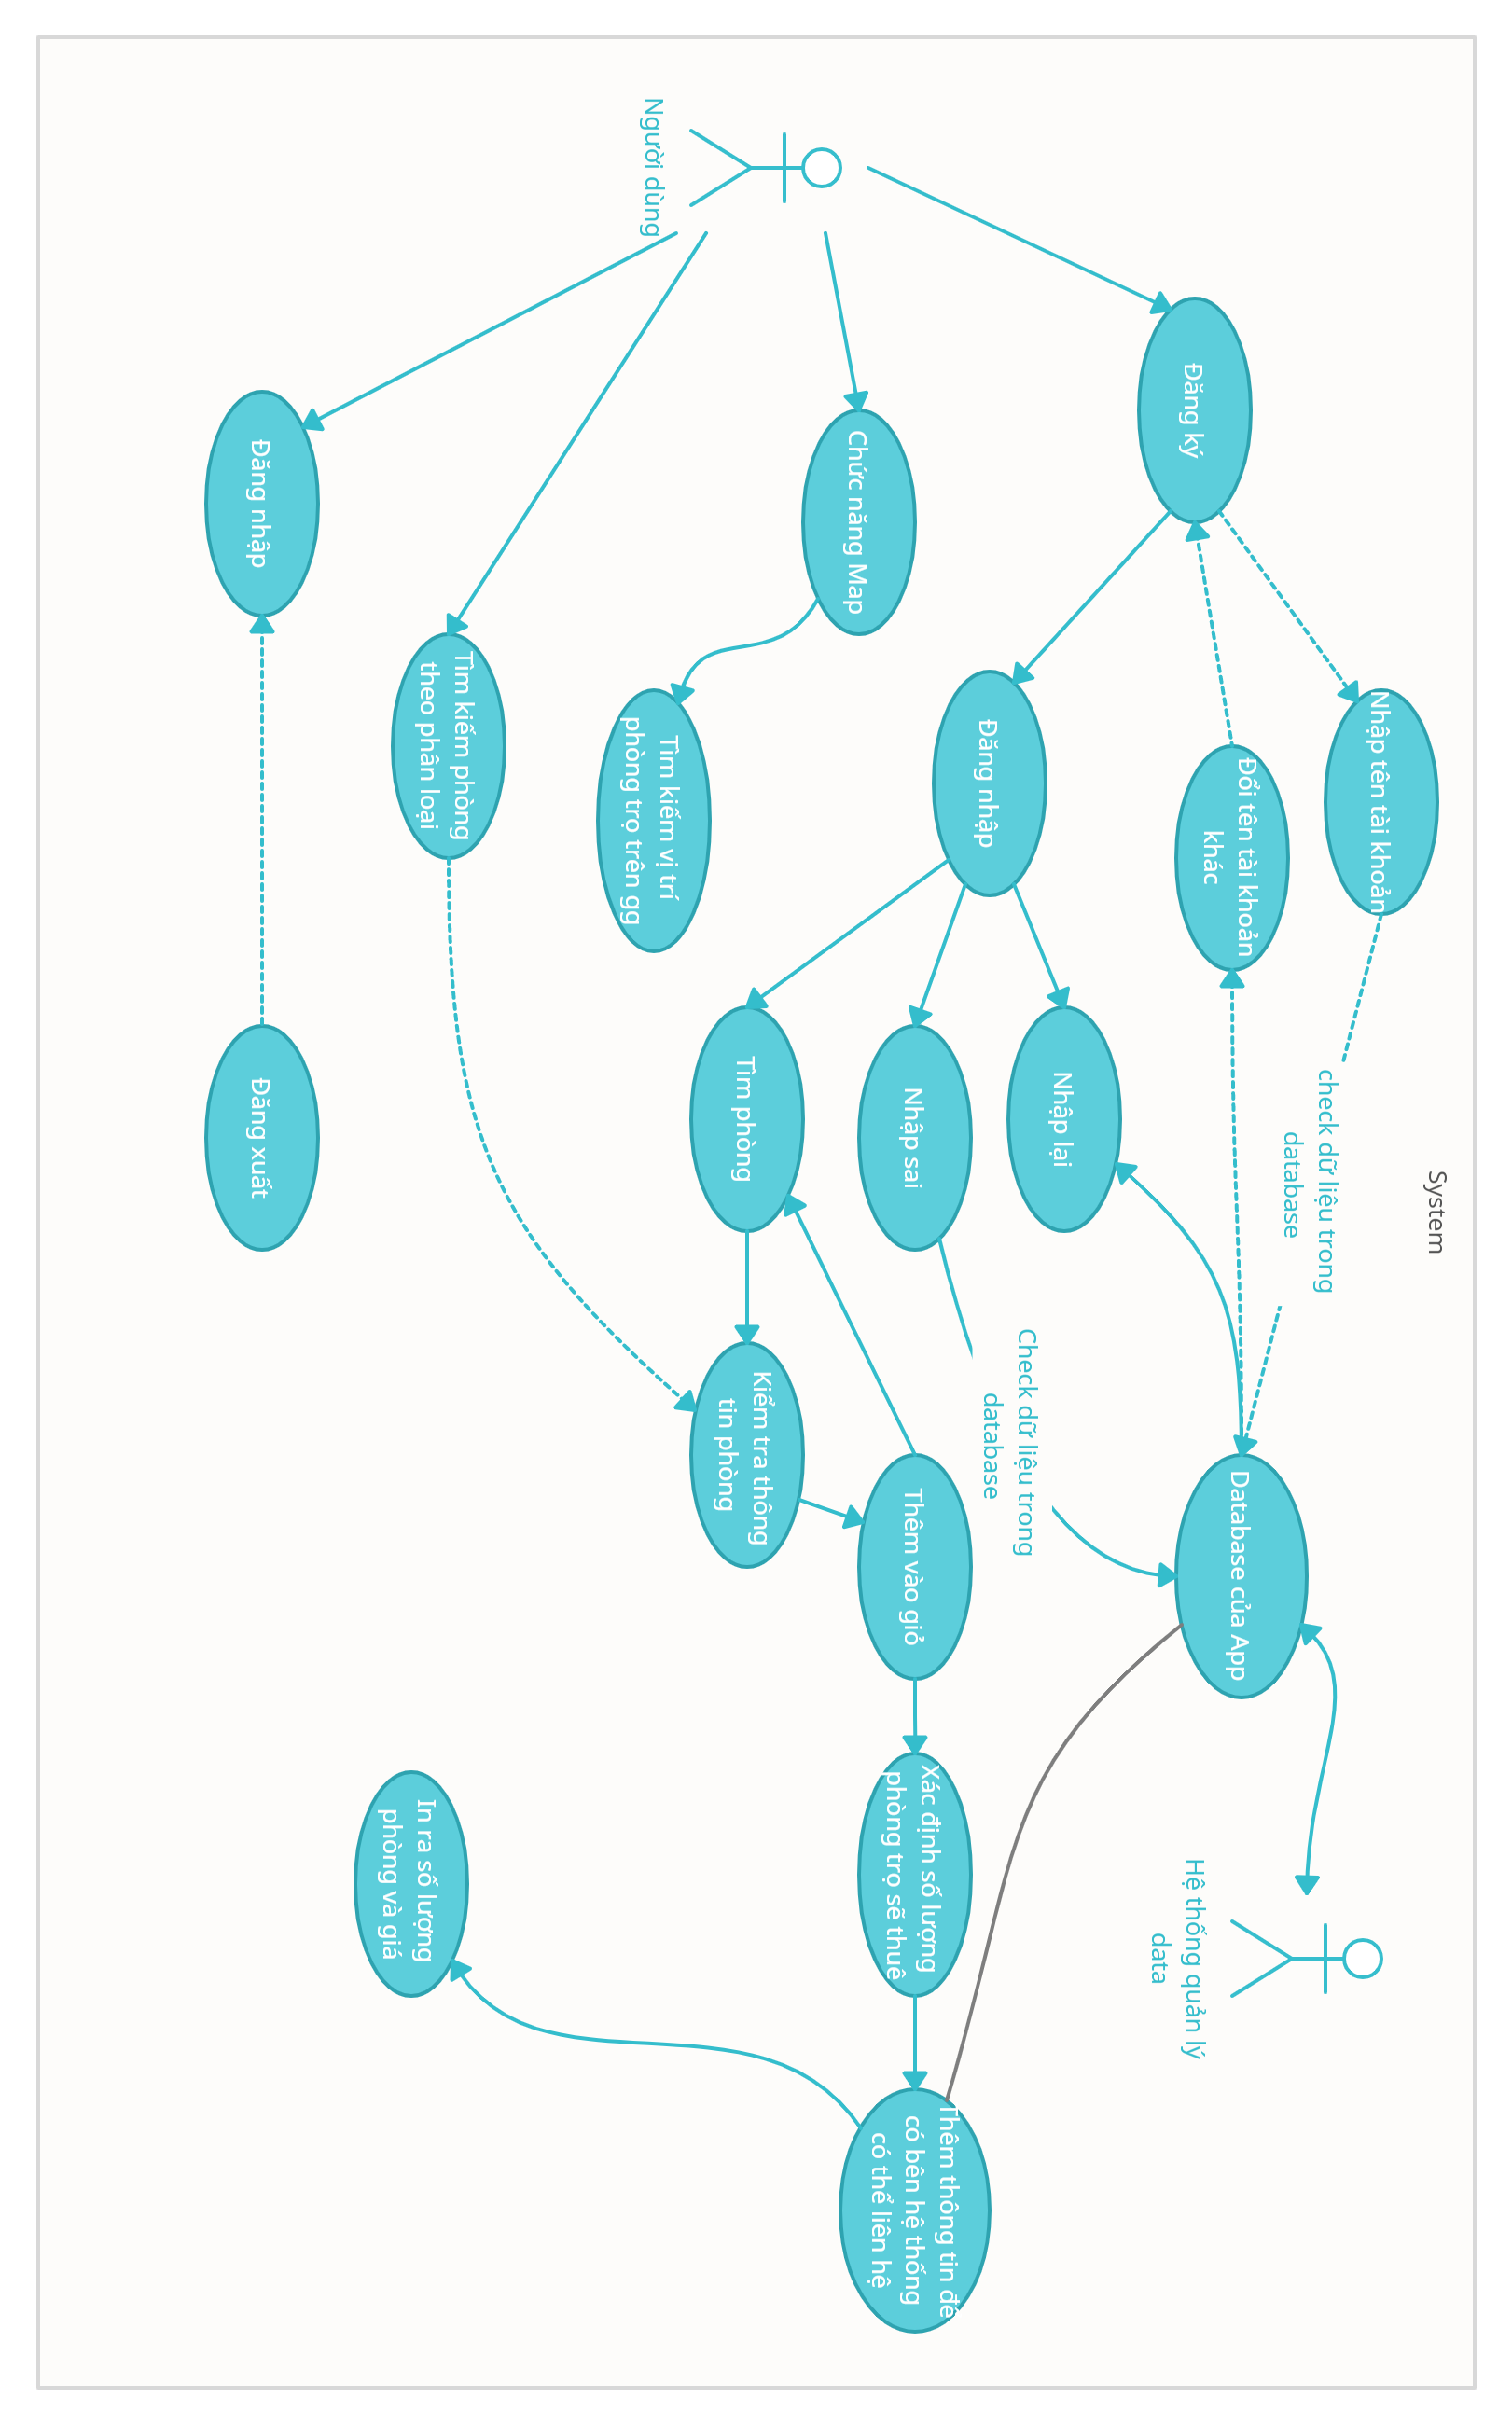 System
Nhập tên tài khoản
check dữ liệu trong
database
Đổi tên tài khoản
khác
Đăng ký
Database của App
Hệ thống quản lý
data
Nhập lại
Check dữ liệu trong
database
Đăng nhập
Nhập sai
Thêm vào giỏ
Xác định số lượng
phòng trọ sẽ thuê
Thêm thông tin để
có bên hệ thống
có thể liên hệ
Chức năng Map
Tìm phòng
Kiểm tra thông
tin phòng
Người dùng
Tìm kiếm vị trí
phòng trọ trên gg
Tìm kiếm phòng
theo phân loại
In ra số lượng
phòng và giá
Đăng nhập
Đăng xuất